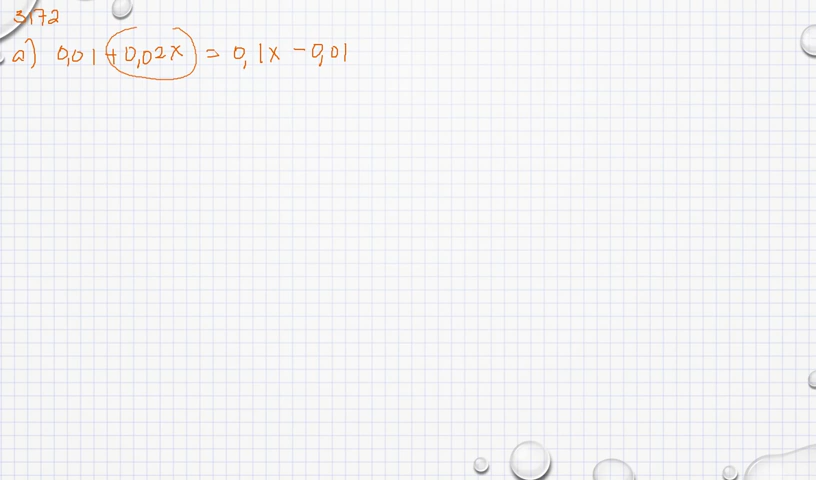 3172
a) 0,01 + 0,02x = 0,1x - 0,01